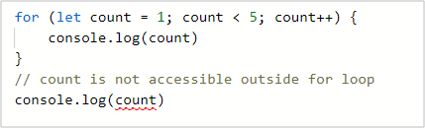 for (let count = 1; count < 5; count++) {
    console.log(count)
}
// count is not accessible outside for loop
console.log(count)